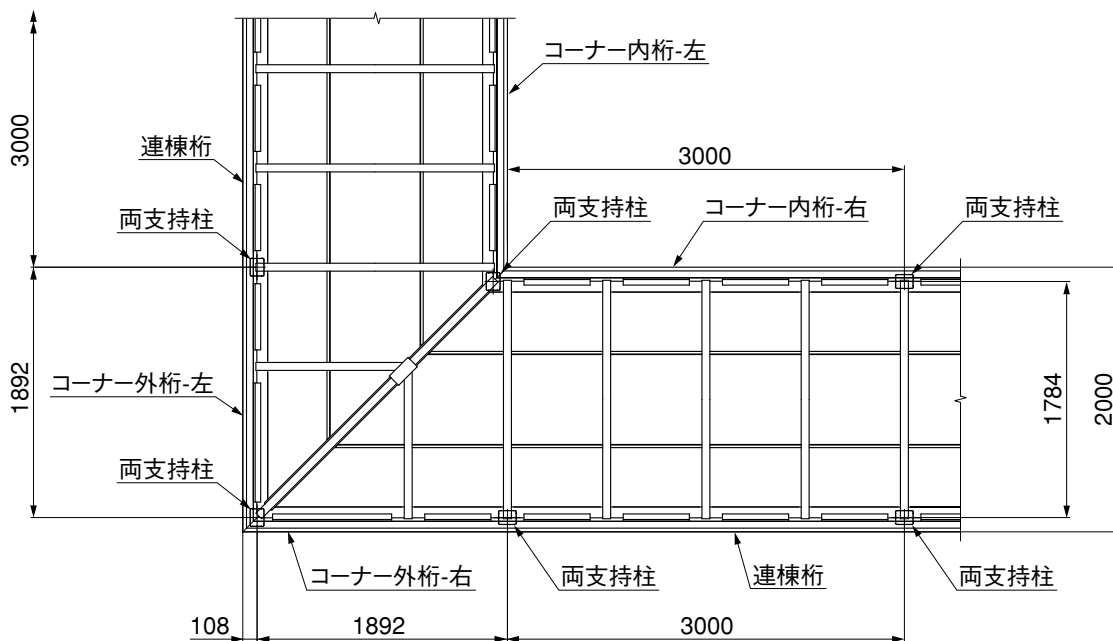 コーナー内桁-左
3000
連棟桁
3000
両支持柱
両支持柱
コーナー内桁-右
両支持柱
1892
コーナー外桁-左
1784
2000
両支持柱
コーナー外桁-右
両支持柱
連棟桁
両支持柱
108
1892
3000